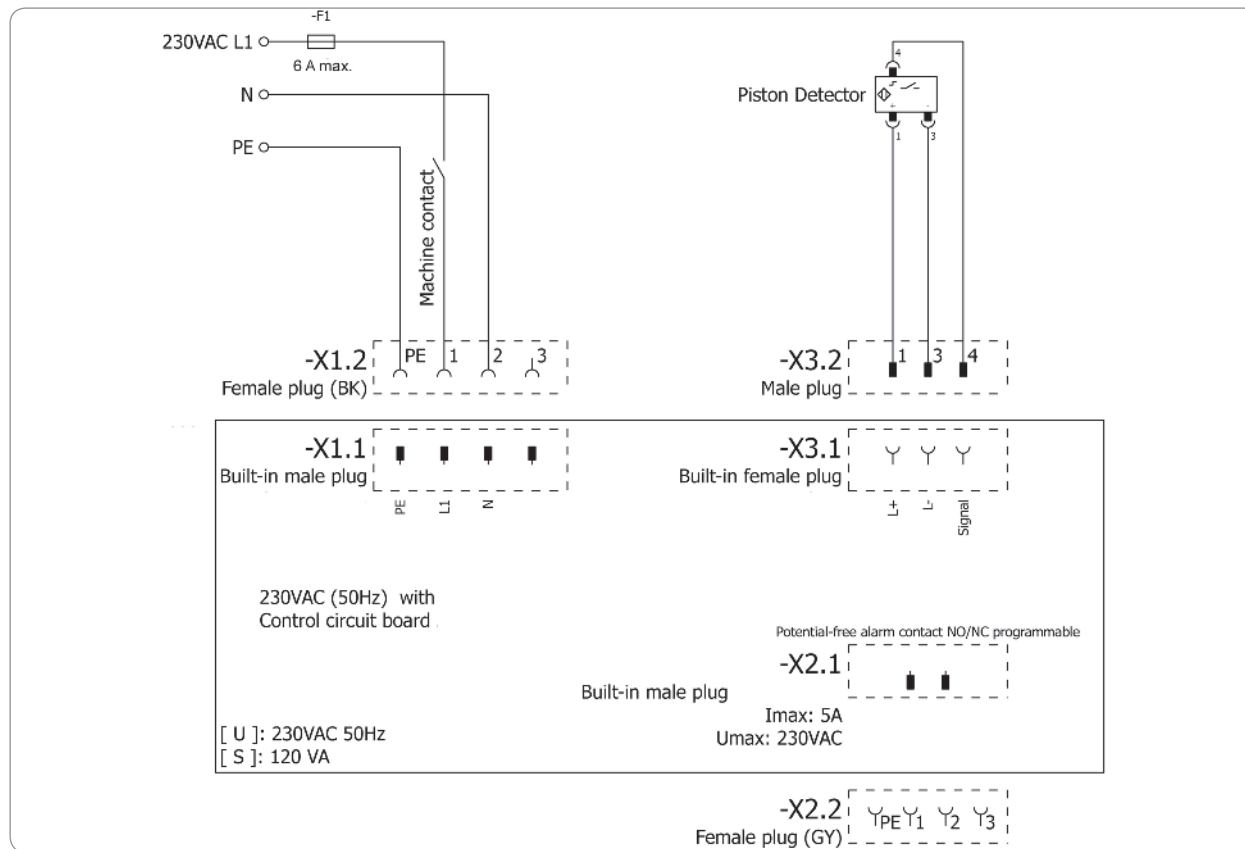 -F1
230VAC L1
6 A max.
N
PE
Machine contact
4
Piston Detector
+ -
1 3
-X1.2 PE 1 2 3
Female plug (BK)
-X3.2 1 3 4
Male plug
-X1.1
Built-in male plug
PE L1 N
-X3.1
Built-in female plug
L+ L- Signal
230VAC (50Hz) with
Control circuit board
Potential-free alarm contact NO/NC programmable
-X2.1
Built-in male plug
Imax: 5A
Umax: 230VAC
[ U ]: 230VAC 50Hz
[ S ]: 120 VA
-X2.2 PE 1 2 3
Female plug (GY)